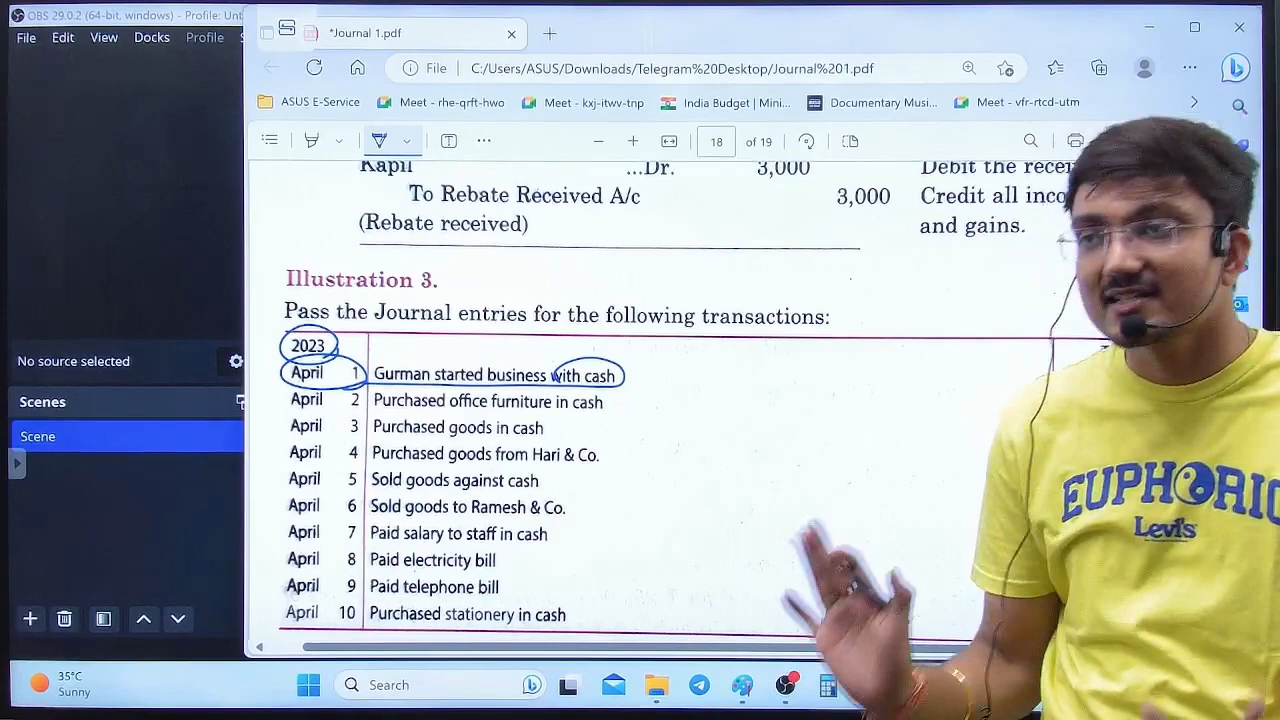 OBS 29.0.2 (64-bit, windows) - Profile: Unt
File Edit View Docks Profile
No source selected
Scenes
Scene
*Journal 1.pdf
File C:/Users/ASUS/Downloads/Telegram%20Desktop/Journal%201.pdf
ASUS E-Service Meet - rhe-qrft-hwo Meet - kxj-itwv-tnp India Budget | Mini... Documentary Musi... Meet - vfr-rtcd-utm
18 of 19
Kapil ...Dr. 3,000 Debit the recei
To Rebate Received A/c 3,000 Credit all inco
(Rebate received) and gains.
Illustration 3.
Pass the Journal entries for the following transactions:
2023
April 1 Gurman started business with cash
April 2 Purchased office furniture in cash
April 3 Purchased goods in cash
April 4 Purchased goods from Hari & Co.
April 5 Sold goods against cash
April 6 Sold goods to Ramesh & Co.
April 7 Paid salary to staff in cash
April 8 Paid electricity bill
April 9 Paid telephone bill
April 10 Purchased stationery in cash
EUPHORIC
Levi's
35°C
Sunny
Search